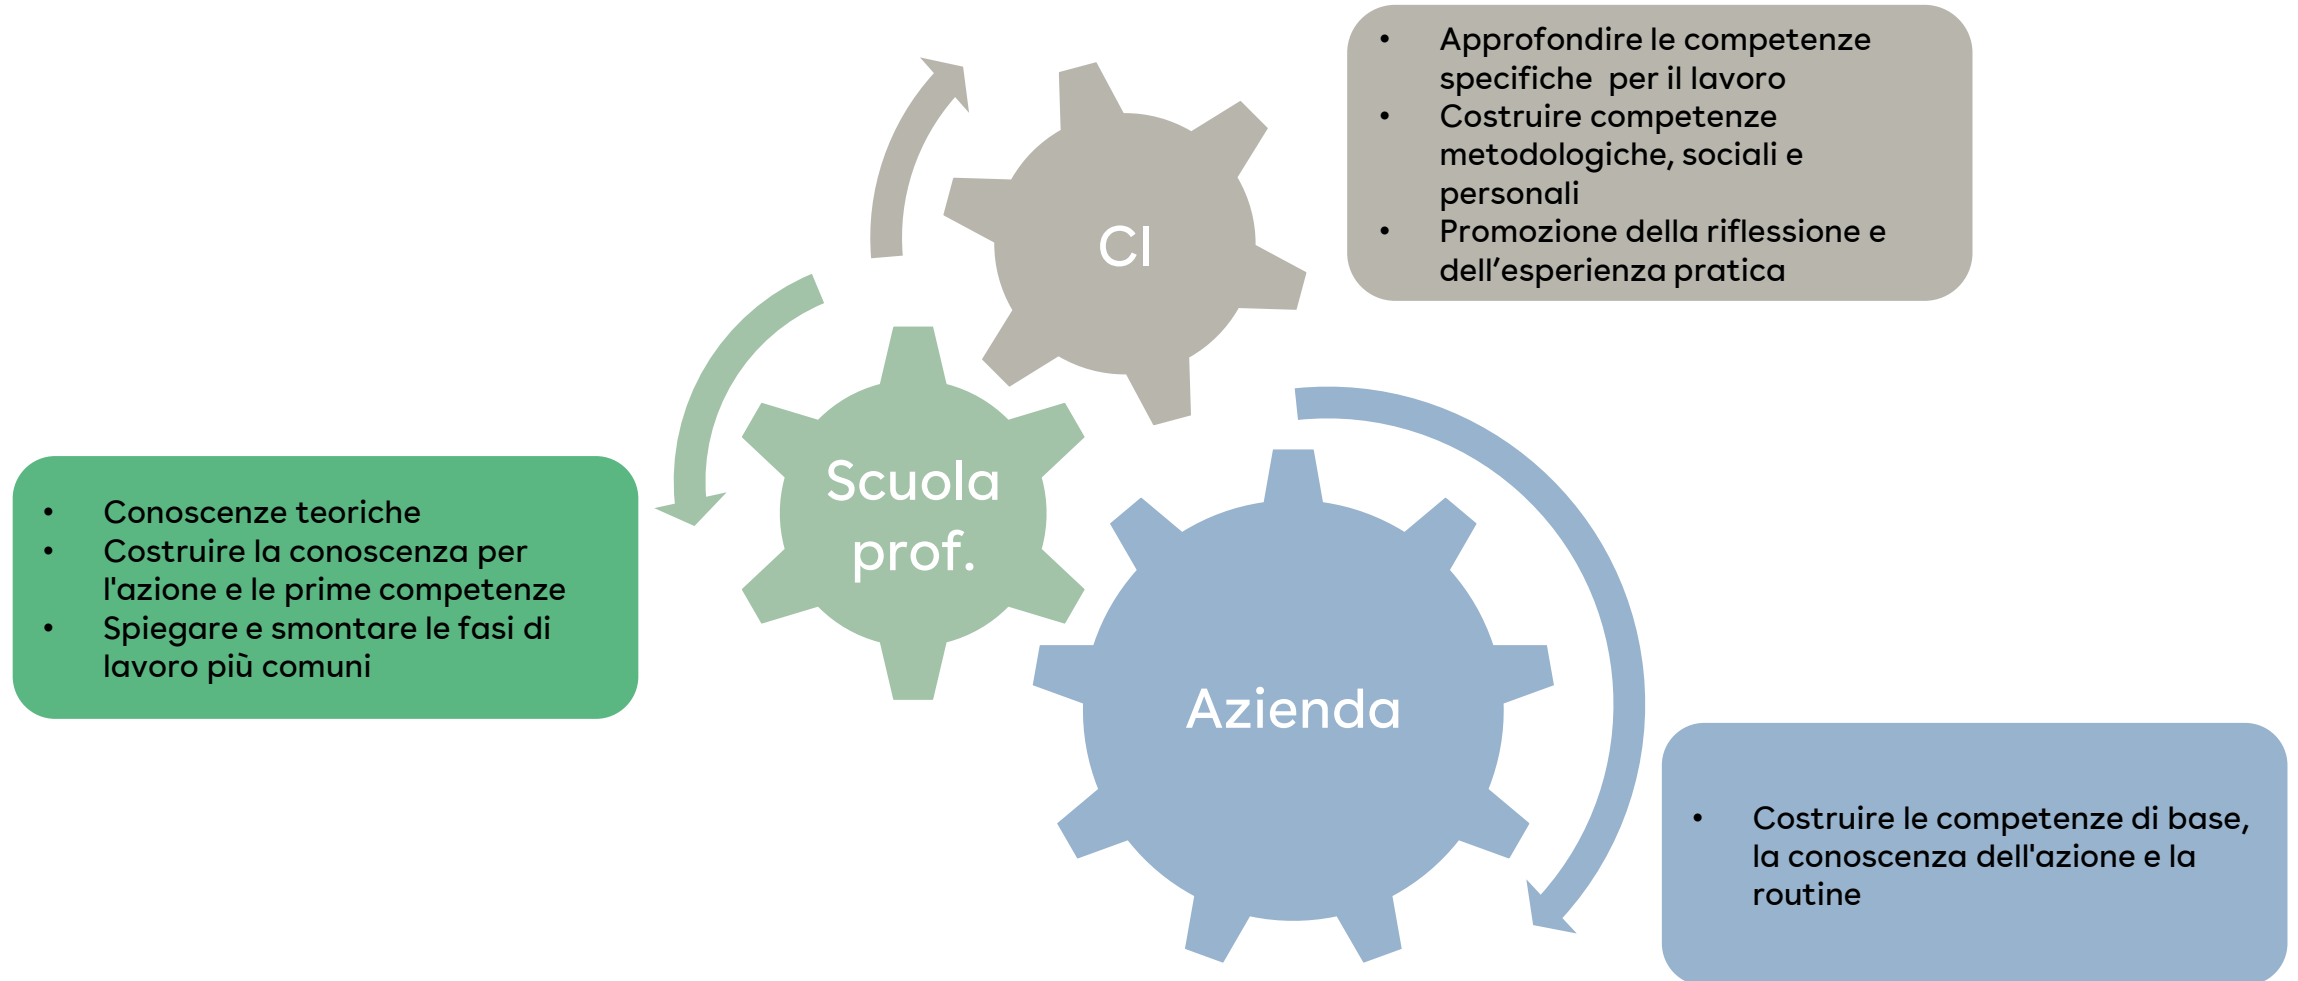 • Approfondire le competenze
specifiche  per il lavoro
• Costruire competenze
metodologiche, sociali e
personali
• Promozione della riflessione e
dell’esperienza pratica
CI
Scuola
prof.
• Conoscenze teoriche
• Costruire la conoscenza per
l'azione e le prime competenze
• Spiegare e smontare le fasi di
lavoro più comuni
Azienda
• Costruire le competenze di base,
la conoscenza dell'azione e la
routine